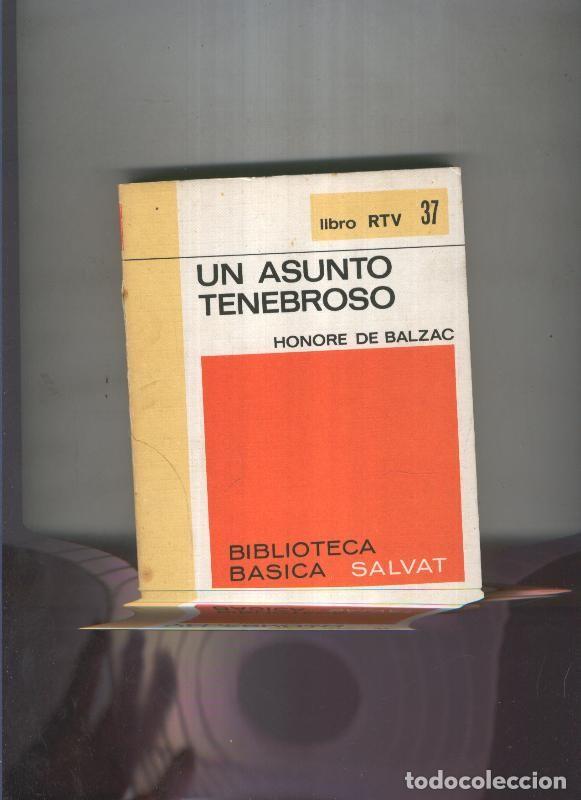 libro RTV 37
UN ASUNTO
TENEBROSO
HONORE DE BALZAC
BIBLIOTECA
BASICA SALVAT
todocoleccion